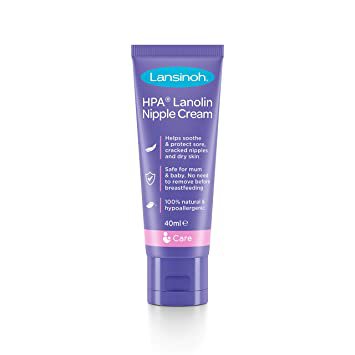 Lansinoh®
HPA® Lanolin
Nipple Cream
Helps soothe
& protect sore,
cracked nipples
and dry skin
Safe for mum
& baby. No need
to remove before
breastfeeding
100% natural &
hypoallergenic
40ml℮
Care